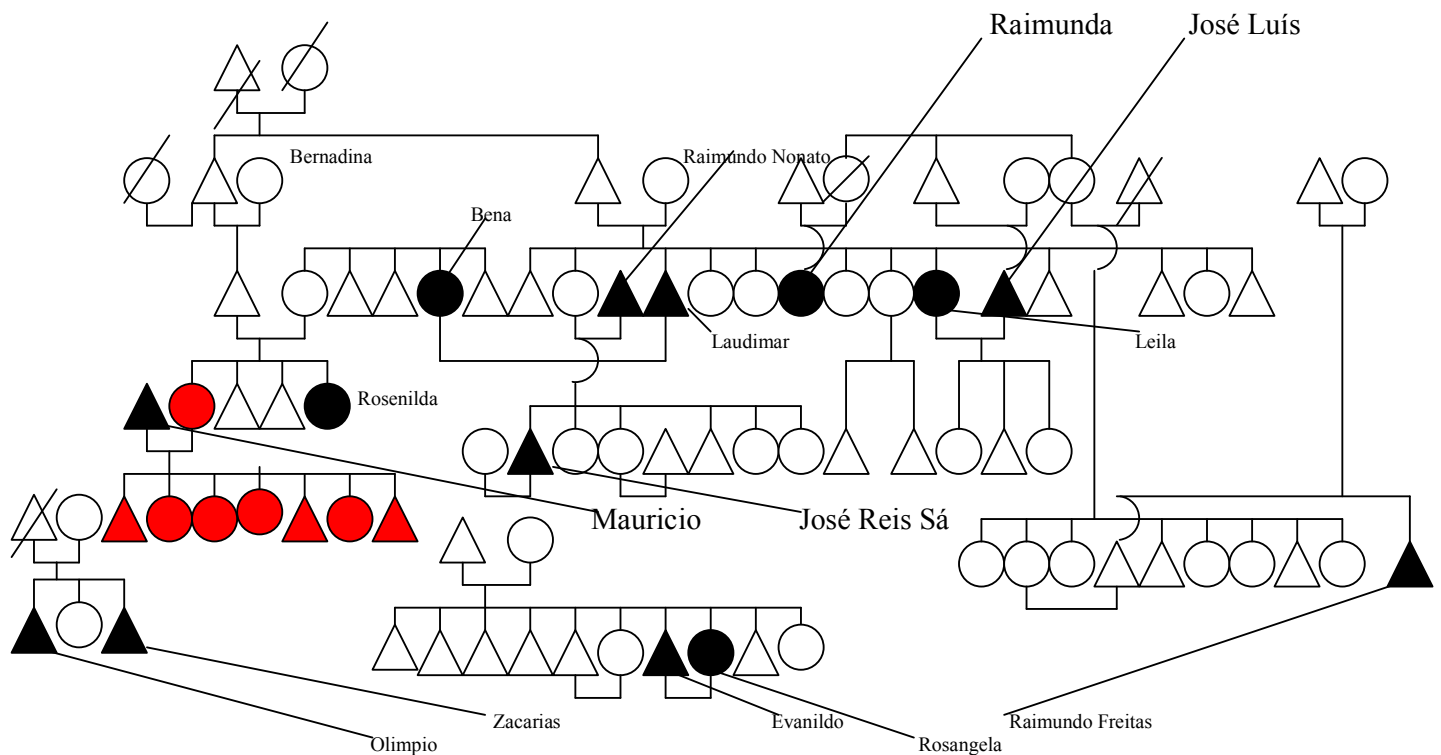 Raimunda
José Luís
Bernadina
Raimundo Nonato
Bena
Laudimar
Leila
Rosenilda
Mauricio
José Reis Sá
Zacarias
Evanildo
Raimundo Freitas
Olimpio
Rosangela